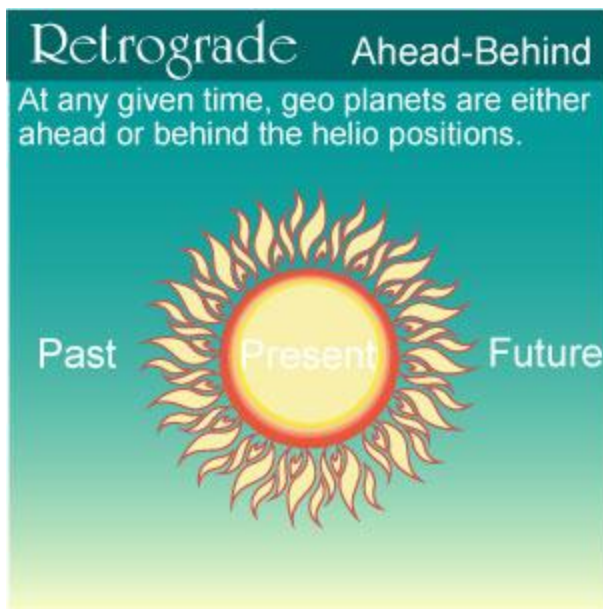 Retrograde Ahead-Behind
At any given time, geo planets are either
ahead or behind the helio positions.
Past Present Future